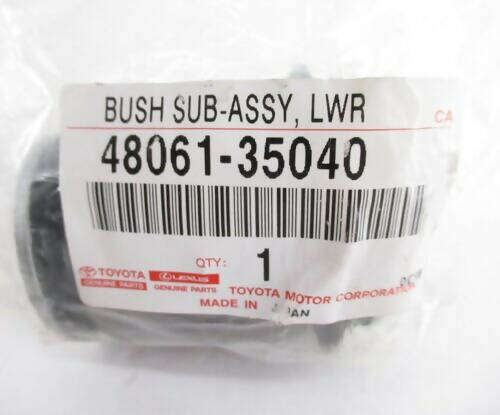 BUSH SUB-ASSY, LWR
CA
48061-35040
QTY: 1
TOYOTA LEXUS
GENUINE PARTS GENUINE PARTS
TOYOTA MOTOR CORPORATION
MADE IN JAPAN